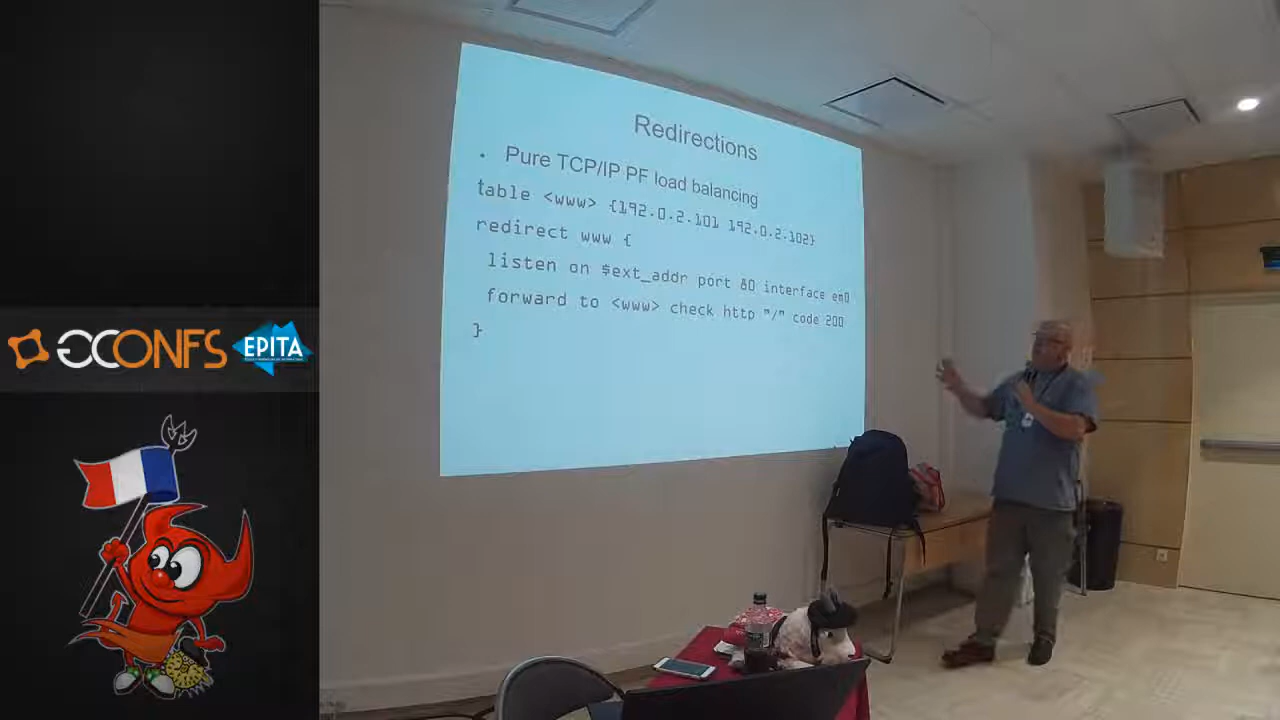 Redirections
• Pure TCP/IP PF load balancing
table <www> {192.0.2.101 192.0.2.102}
redirect www {
listen on $ext_addr port 80 interface em0
forward to <www> check http "/" code 200
}
GCONFS
EPITA